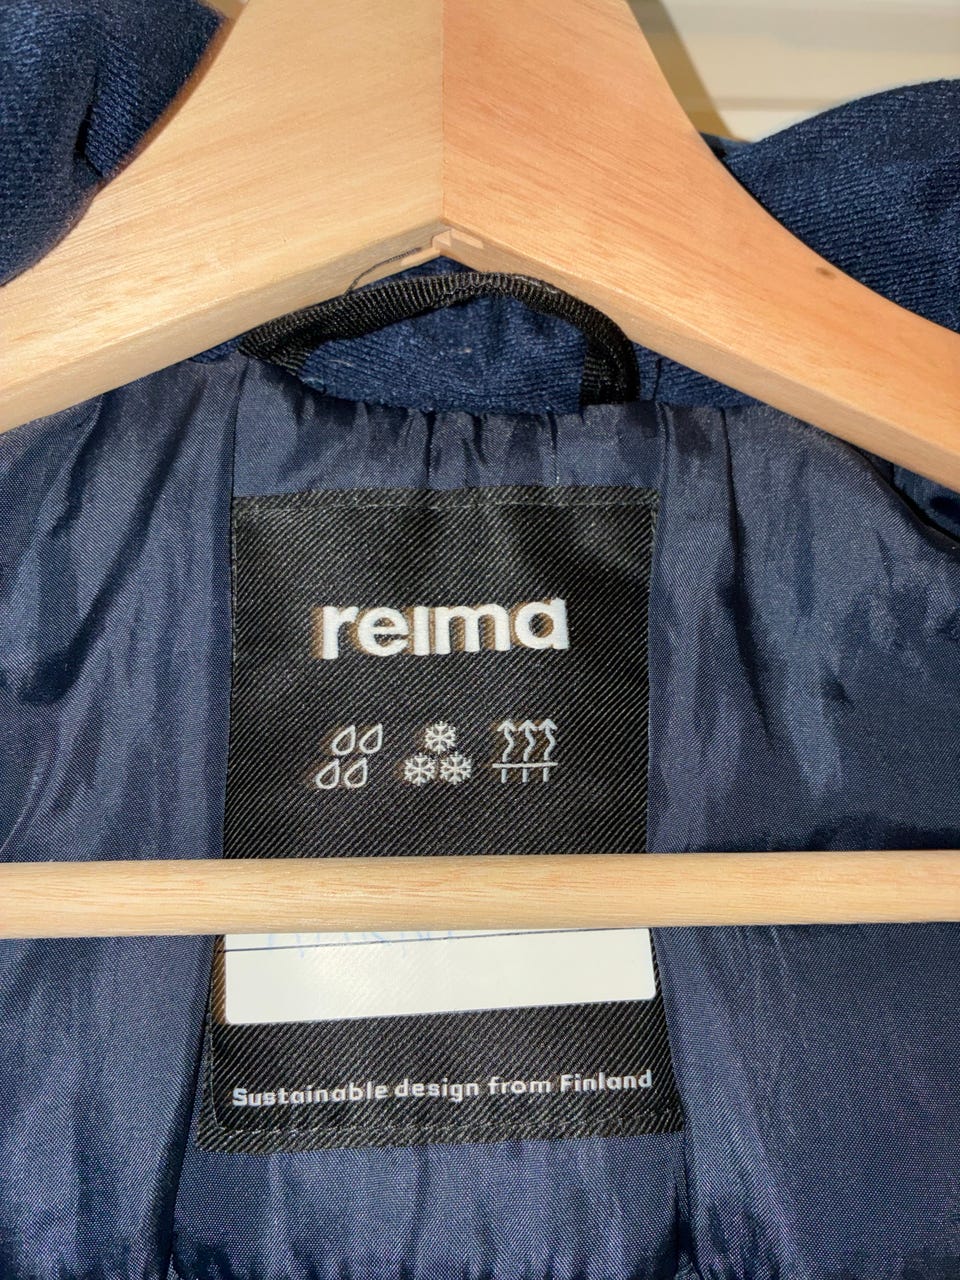 reima
Sustainable design from Finland